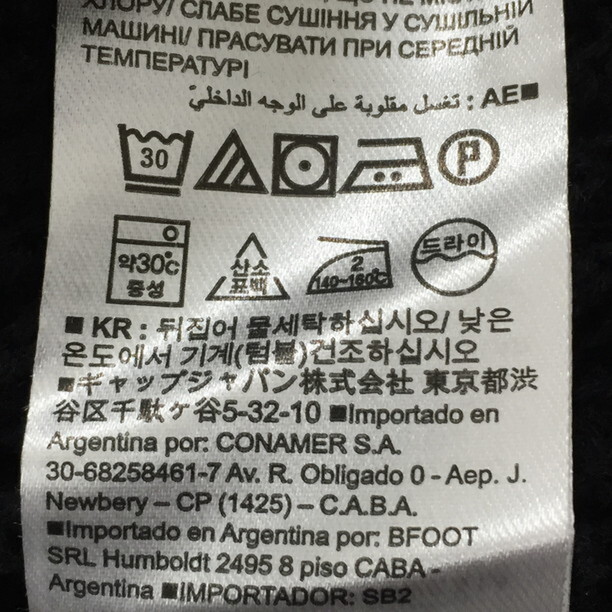 ХЛОРУ/ СЛАБЕ СУШІННЯ У СУШІЛЬНІЙ
МАШИНІ/ ПРАСУВАТИ ПРИ СЕРЕДНІЙ
ТЕМПЕРАТУРІ
AE■ : تغسل مقلوبة على الوجه الداخليّ
30
P
약30℃
중성
산소
표백
2
140~160℃
드라이
■ KR : 뒤집어 물세탁하십시오/ 낮은
온도에서 기계(텀블)건조하십시오
■ギャップジャパン株式会社 東京都渋
谷区千駄ヶ谷5-32-10 ■Importado en
Argentina por: CONAMER S.A.
30-68258461-7 Av. R. Obligado 0 - Aep. J.
Newbery – CP (1425) – C.A.B.A.
■Importado en Argentina por: BFOOT
SRL Humboldt 2495 8 piso CABA -
Argentina ■IMPORTADOR: SB2